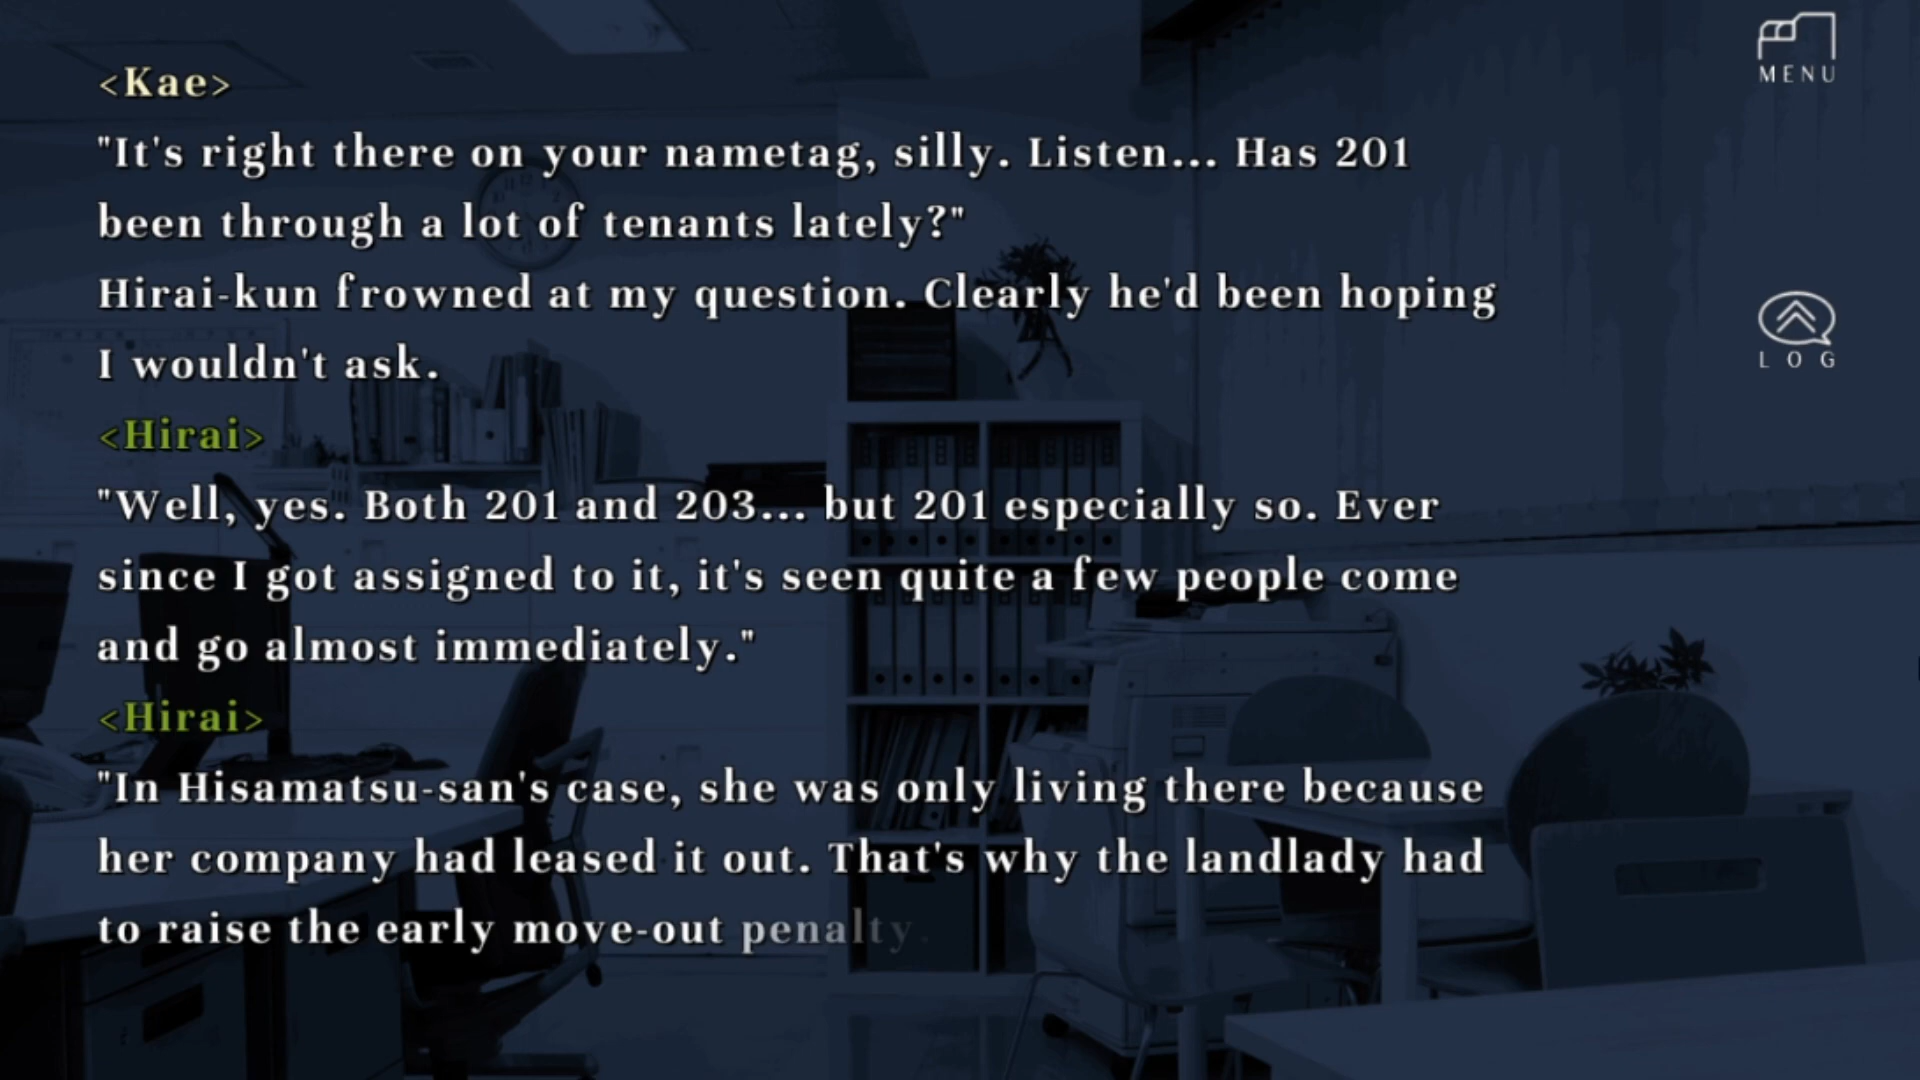 <Kae>
"It's right there on your nametag, silly. Listen... Has 201
been through a lot of tenants lately?"
Hirai-kun frowned at my question. Clearly he'd been hoping
I wouldn't ask.
<Hirai>
"Well, yes. Both 201 and 203... but 201 especially so. Ever
since I got assigned to it, it's seen quite a few people come
and go almost immediately."
<Hirai>
"In Hisamatsu-san's case, she was only living there because
her company had leased it out. That's why the landlady had
to raise the early move-out penalty.
MENU
LOG